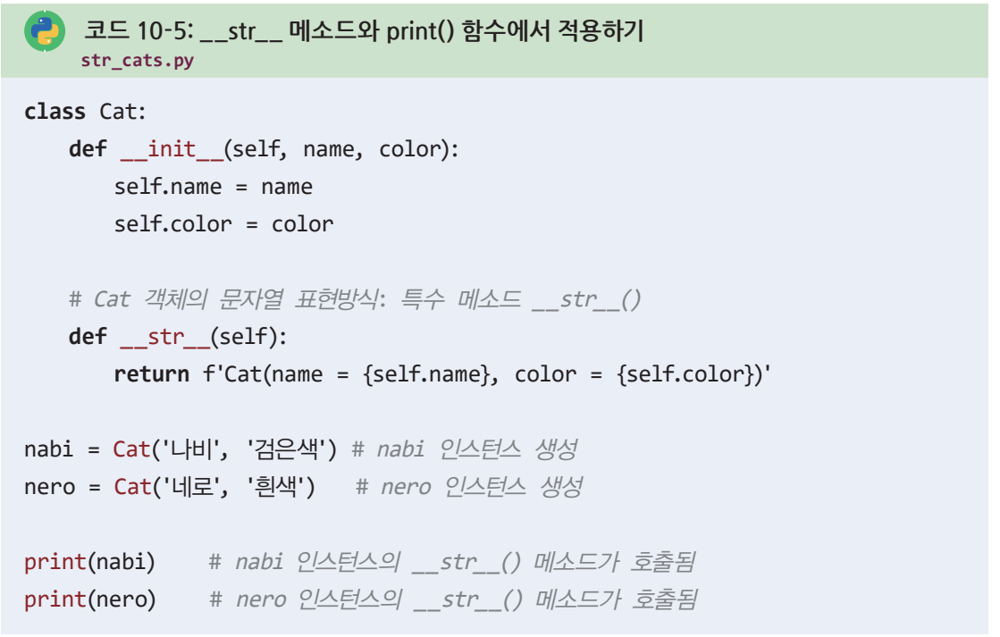 코드 10-5: __str__ 메소드와 print() 함수에서 적용하기
str_cats.py
class Cat:
    def __init__(self, name, color):
        self.name = name
        self.color = color
    # Cat 객체의 문자열 표현방식: 특수 메소드 __str__()
    def __str__(self):
        return f'Cat(name = {self.name}, color = {self.color})'
nabi = Cat('나비', '검은색') # nabi 인스턴스 생성
nero = Cat('네로', '흰색')   # nero 인스턴스 생성
print(nabi)    # nabi 인스턴스의 __str__() 메소드가 호출됨
print(nero)    # nero 인스턴스의 __str__() 메소드가 호출됨